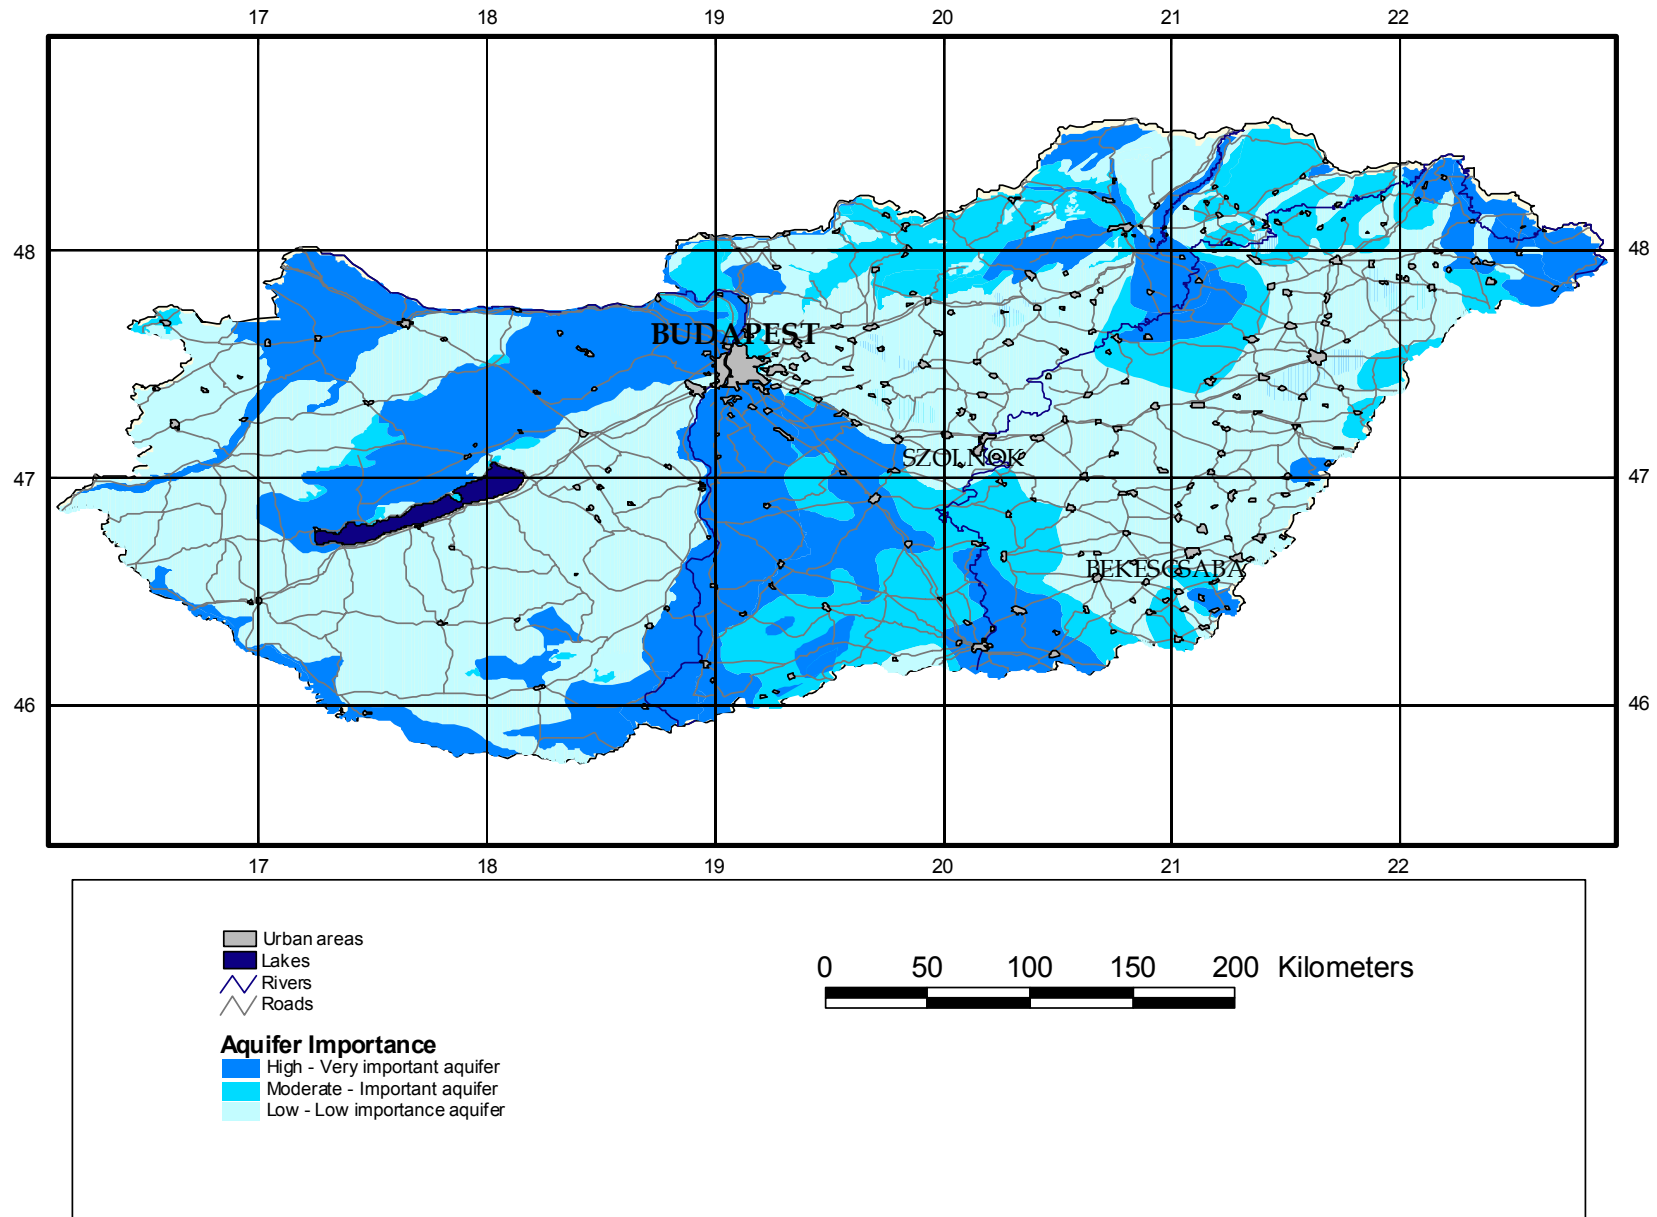 17 18 19 20 21 22
48 48
BUDAPEST
SZOLNOK
47 47
BEKESCSABA
46 46
17 18 19 20 21 22
Urban areas
Lakes
Rivers
Roads
0 50 100 150 200 Kilometers
Aquifer Importance
High - Very important aquifer
Moderate - Important aquifer
Low - Low importance aquifer